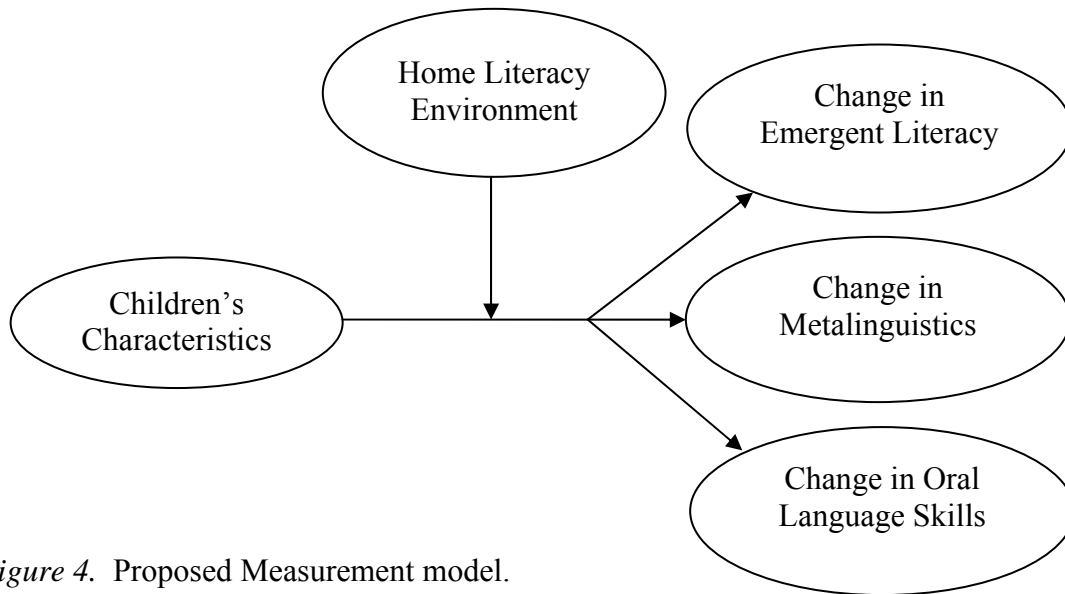 Home Literacy
Environment
Change in
Emergent Literacy
Children’s
Characteristics
Change in
Metalinguistics
Change in Oral
Language Skills
igure 4. Proposed Measurement model.